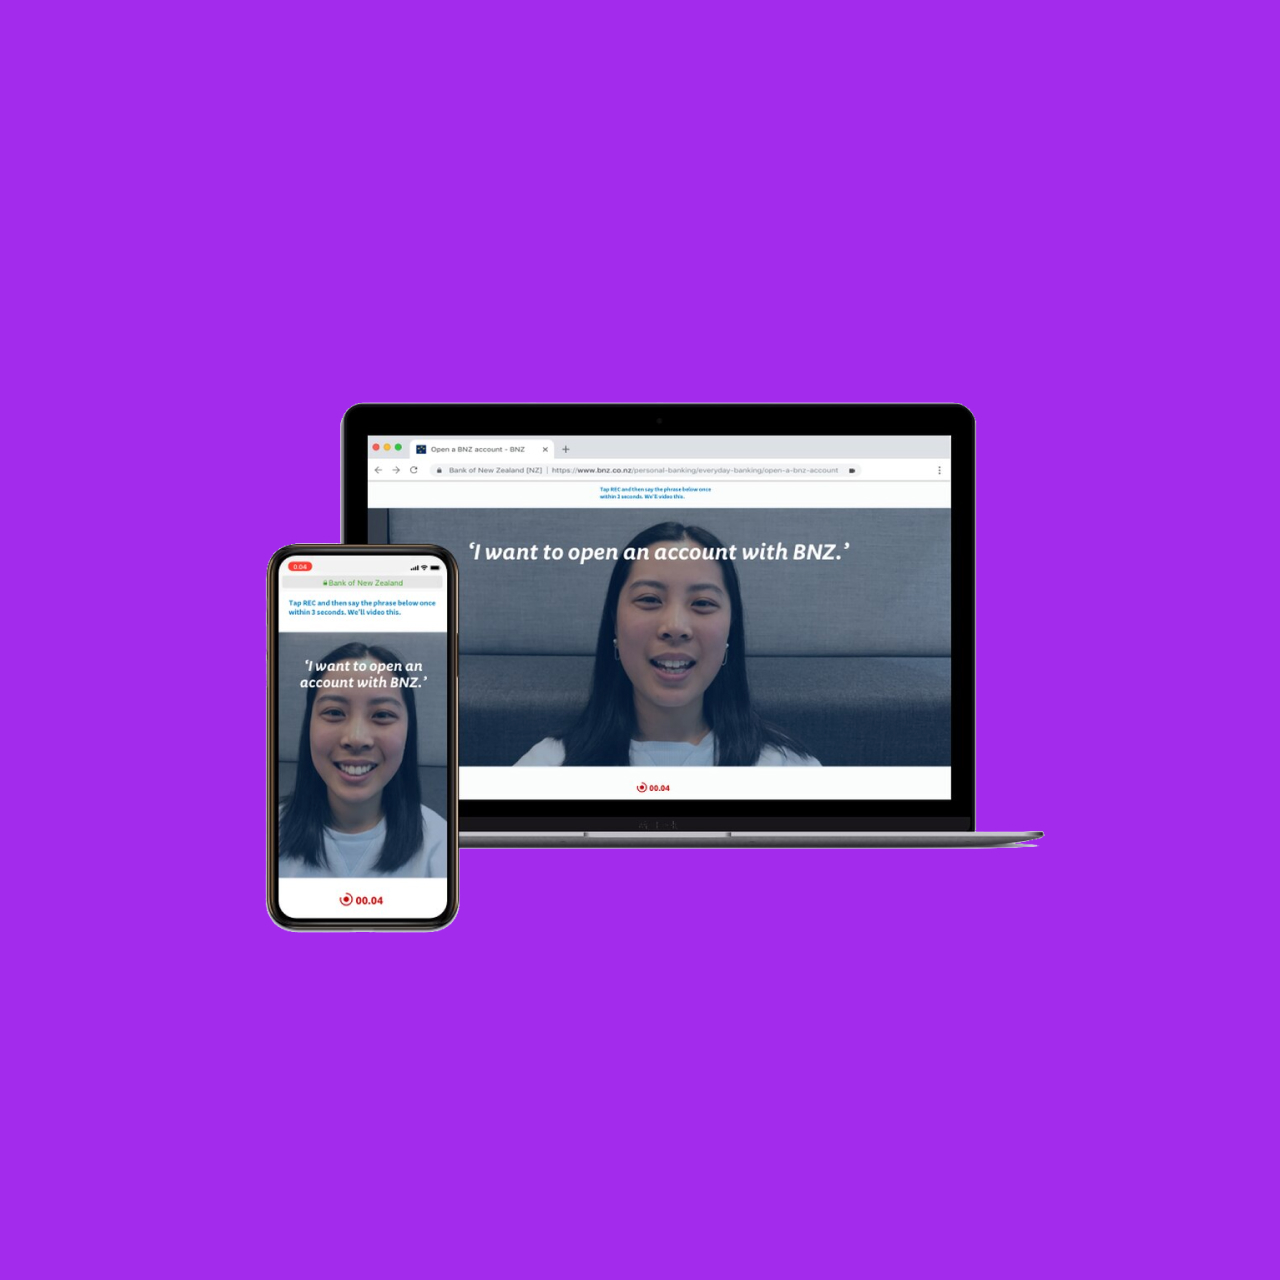 Open a BNZ account - BNZ
Bank of New Zealand [NZ] | https://www.bnz.co.nz/personal-banking/everyday-banking/open-a-bnz-account
Tap REC and then say the phrase below once
within 3 seconds. We'll video this.
‘I want to open an account with BNZ.’
00.04
0.04
Bank of New Zealand
Tap REC and then say the phrase below once
within 3 seconds. We'll video this.
‘I want to open an
account with BNZ.’
00.04